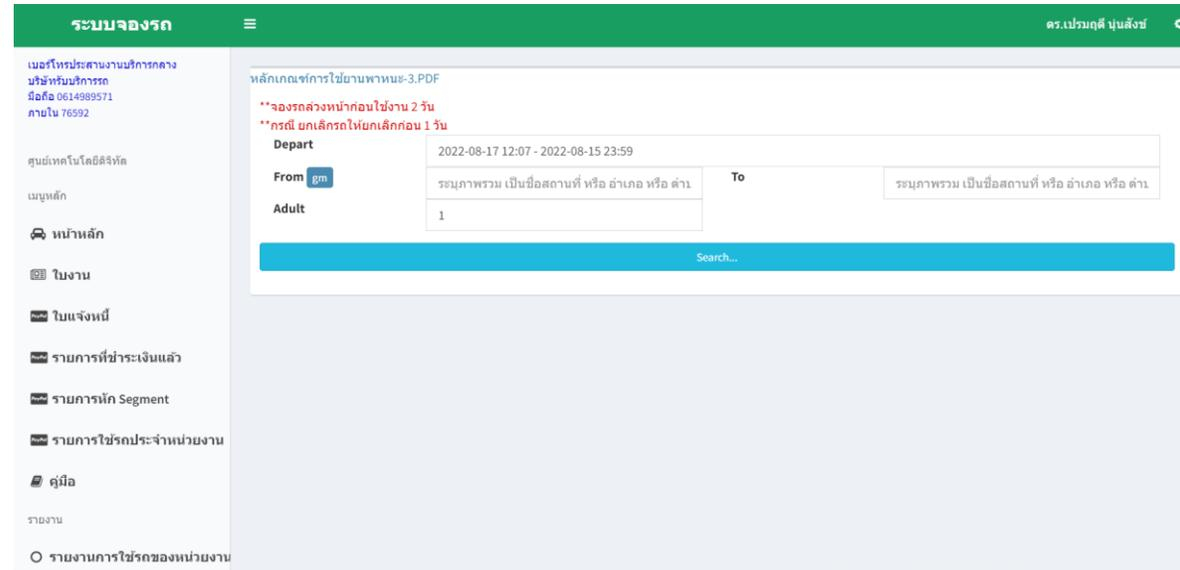 ระบบจองรถ
ดร.เปรมฤดี นุ่นสังข์
เบอร์โทรประสานงานบริการกลาง
บริษัทรับบริการรถ
มือถือ 0614989571
ภายใน 76592
ศูนย์เทคโนโลยีดิจิทัล
เมนูหลัก
หน้าหลัก
ใบงาน
ใบแจ้งหนี้
รายการที่ชำระเงินแล้ว
รายการหัก Segment
รายการใช้รถประจำหน่วยงาน
คู่มือ
รายงาน
รายงานการใช้รถของหน่วยงาน
หลักเกณฑ์การใช้ยานพาหนะ-3.PDF
**จองรถล่วงหน้าก่อนใช้งาน 2 วัน
**กรณี ยกเลิกรถให้ยกเลิกก่อน 1 วัน
Depart 2022-08-17 12:07 - 2022-08-15 23:59
From gm ระบุภาพรวม เป็นชื่อสถานที่ หรือ อำเภอ หรือ ตำบ To ระบุภาพรวม เป็นชื่อสถานที่ หรือ อำเภอ หรือ ตำบ
Adult 1
Search...